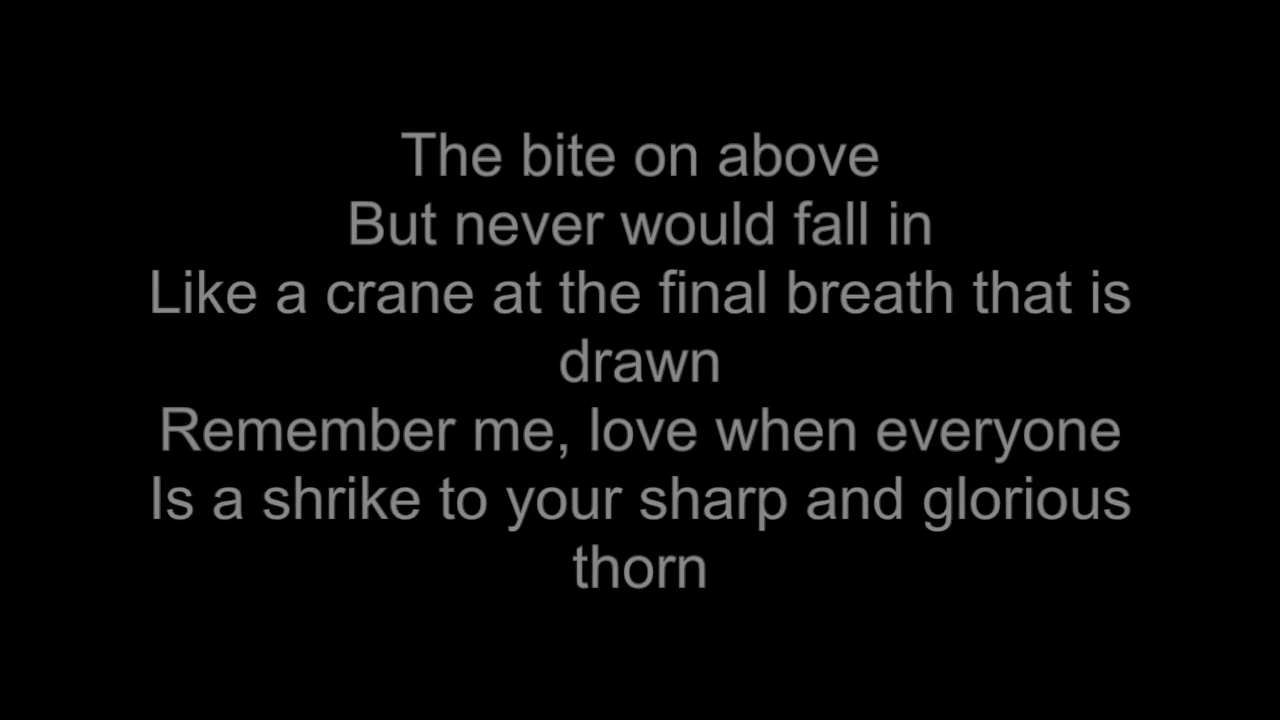 The bite on above
But never would fall in
Like a crane at the final breath that is
drawn
Remember me, love when everyone
Is a shrike to your sharp and glorious
thorn